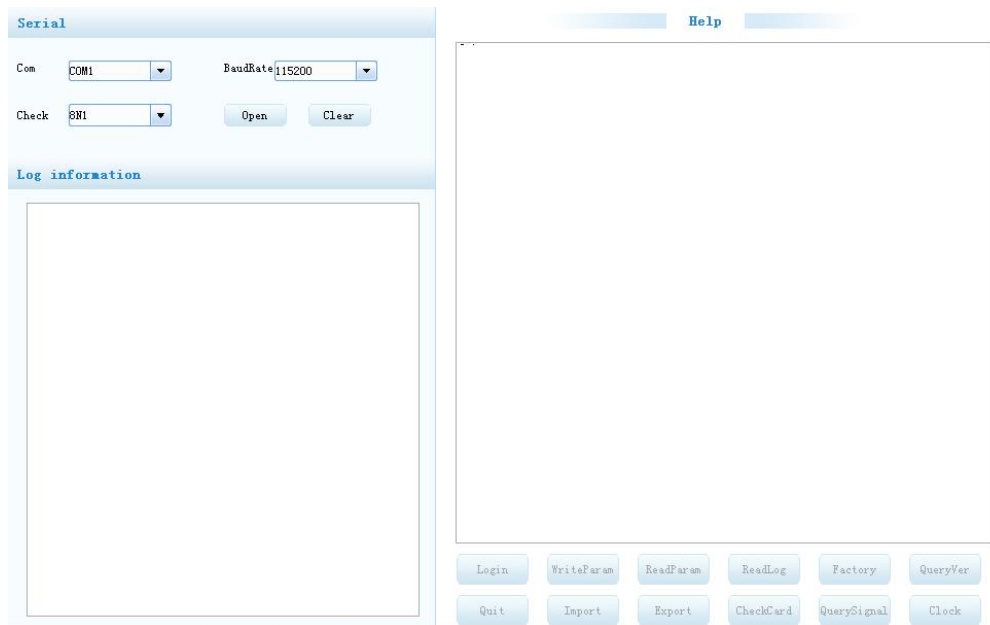 Serial
Com COM1 BaudRate 115200
Check 8N1 Open Clear
Log information
Help
Login WriteParam ReadParam ReadLog Factory QueryVer
Quit Import Export CheckCard QuerySignal Clock